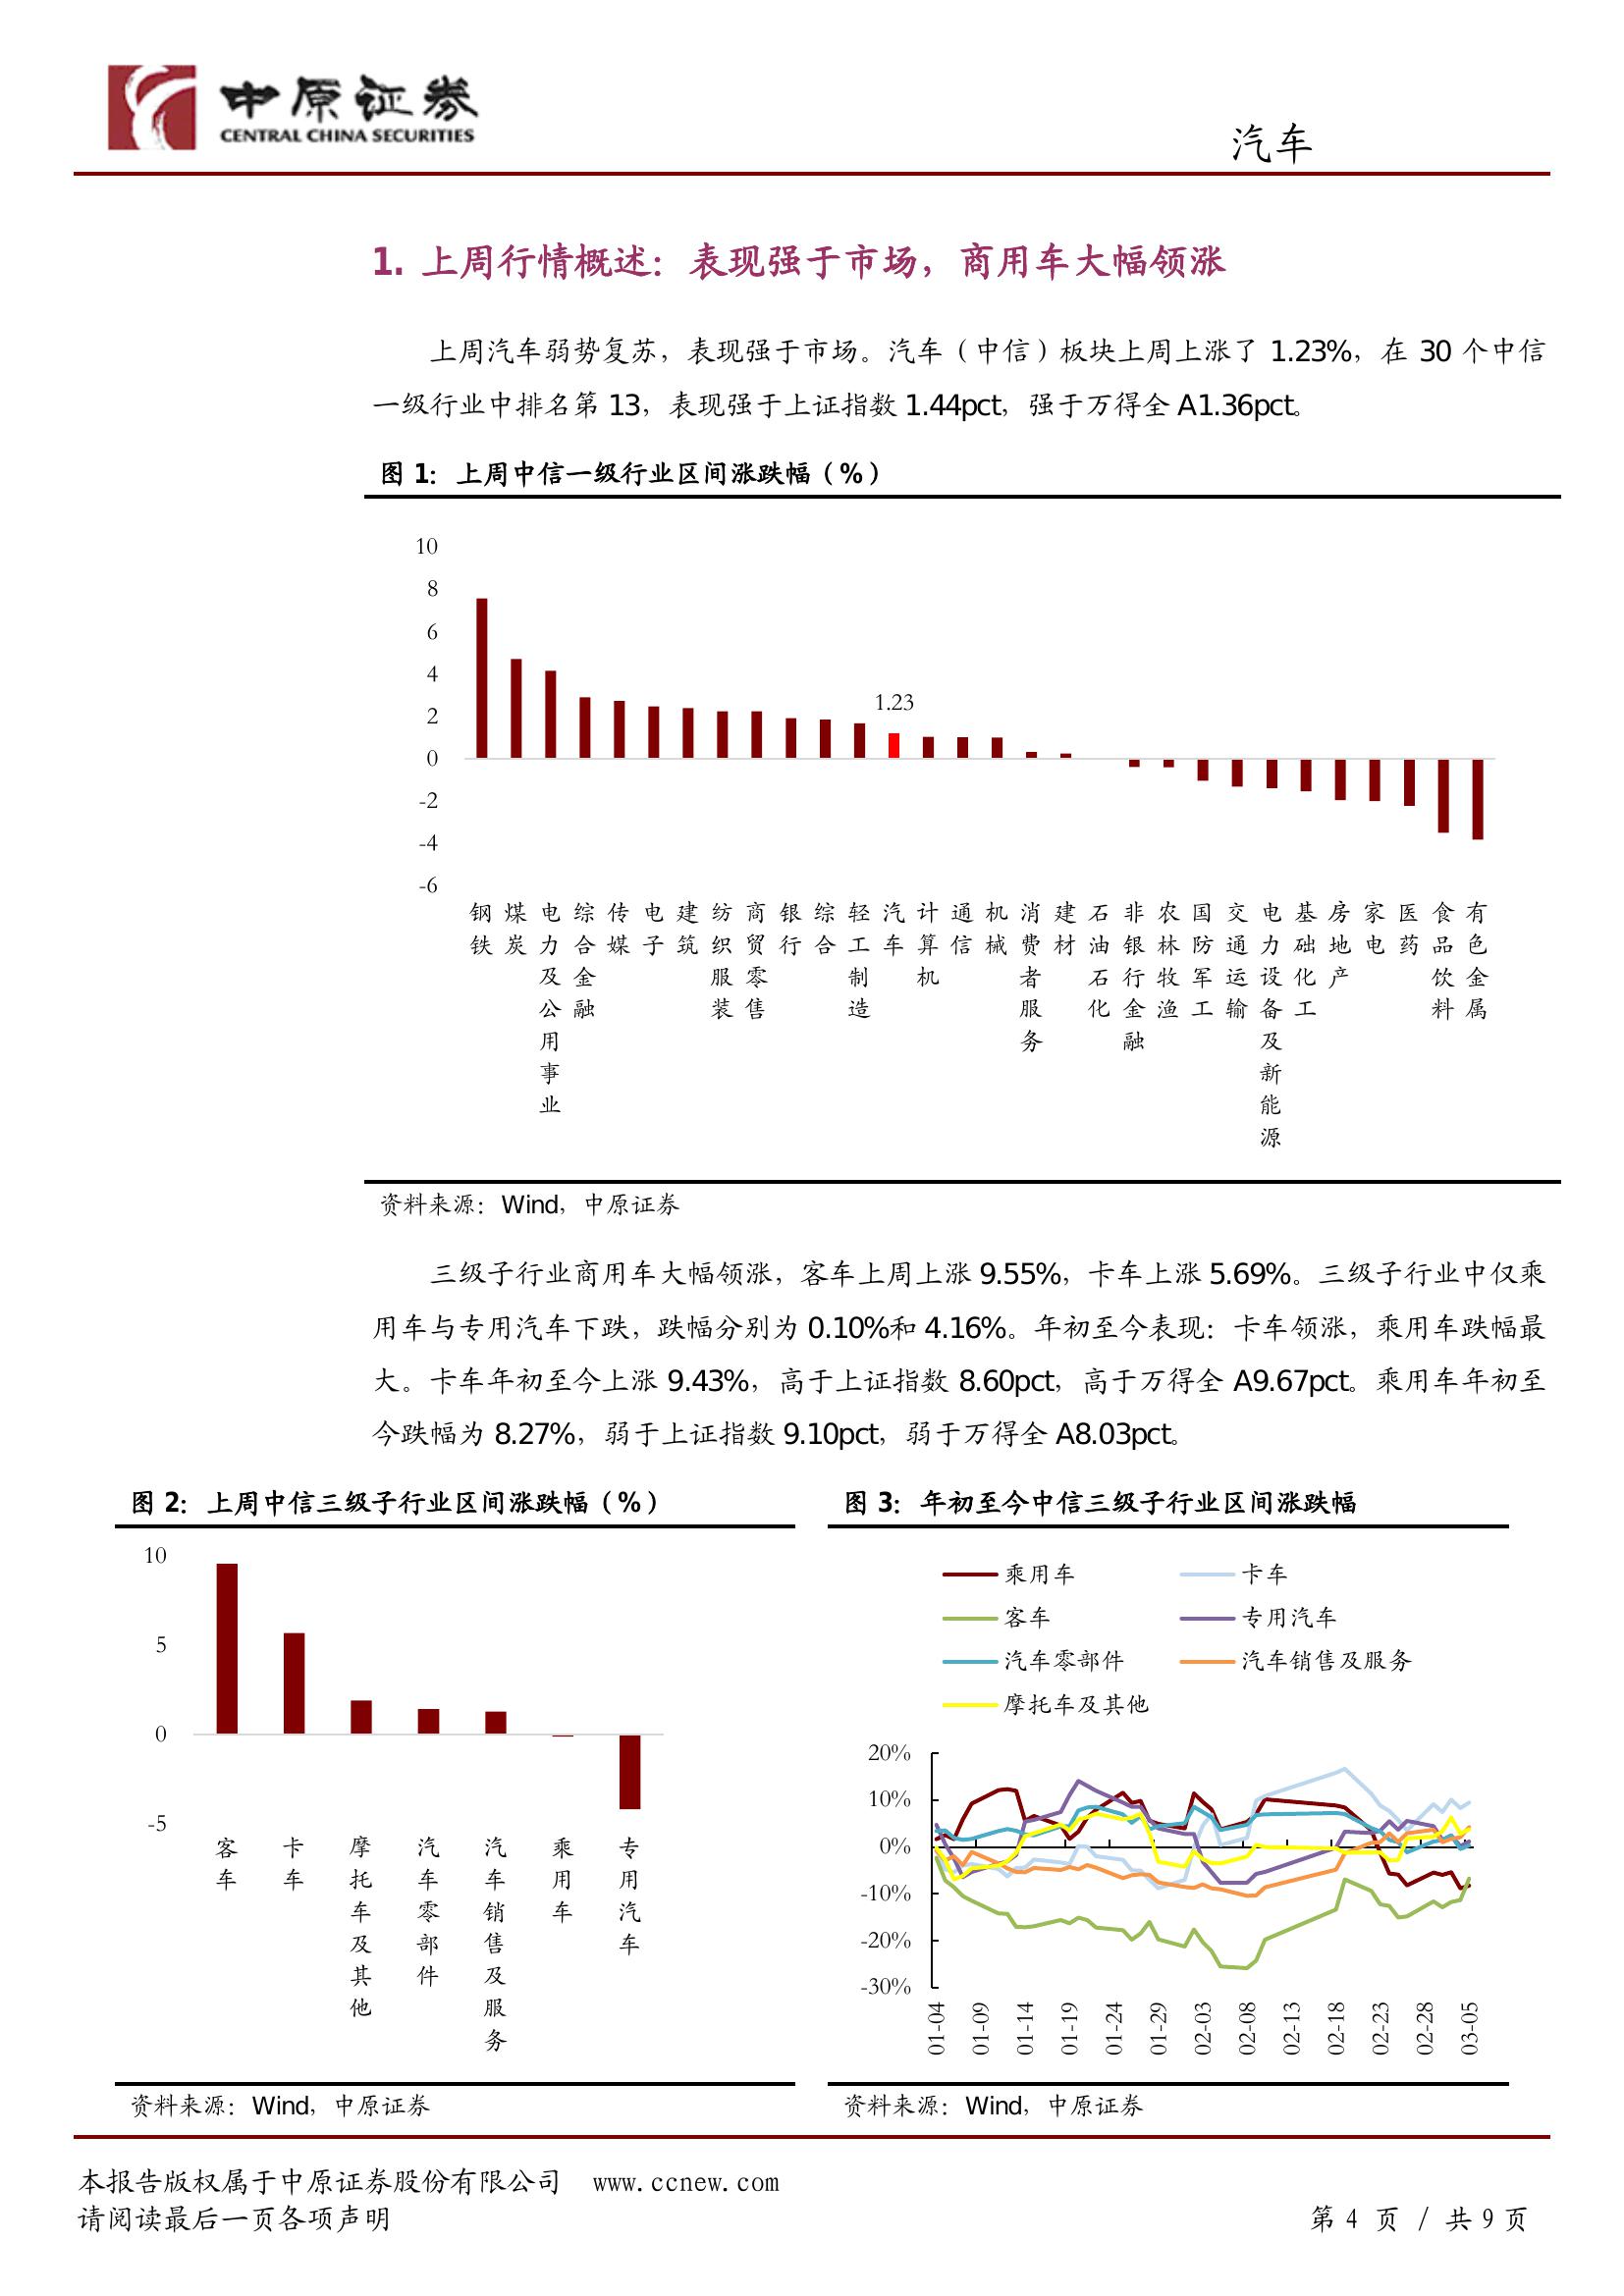 中原证券
CENTRAL CHINA SECURITIES
汽车
1. 上周行情概述：表现强于市场，商用车大幅领涨
上周汽车弱势复苏，表现强于市场。汽车（中信）板块上周上涨了 1.23%，在 30 个中信
一级行业中排名第 13，表现强于上证指数 1.44pct，强于万得全 A1.36pct。
图 1：上周中信一级行业区间涨跌幅（%）
10
8
6
4
2
0
-2
-4
-6
1.23
钢铁
煤炭
电力及公用事业
综合金融
传媒
电子
建筑
纺织服装
商贸零售
银行
综合
轻工制造
汽车
计算机
通信
机械
消费者服务
建材
石油石化
非银行金融
农林牧渔
国防军工
交通运输
电力设备及新能源
基础化工
房地产
家电
医药
食品饮料
有色金属
资料来源：Wind，中原证券
三级子行业商用车大幅领涨，客车上周上涨 9.55%，卡车上涨 5.69%。三级子行业中仅乘
用车与专用汽车下跌，跌幅分别为 0.10%和 4.16%。年初至今表现：卡车领涨，乘用车跌幅最
大。卡车年初至今上涨 9.43%，高于上证指数 8.60pct，高于万得全 A9.67pct。乘用车年初至
今跌幅为 8.27%，弱于上证指数 9.10pct，弱于万得全 A8.03pct。
图 2：上周中信三级子行业区间涨跌幅（%）
10
5
0
-5
客车
卡车
摩托车及其他
汽车零部件
汽车销售及服务
乘用车
专用汽车
资料来源：Wind，中原证券
图 3：年初至今中信三级子行业区间涨跌幅
乘用车
卡车
客车
专用汽车
汽车零部件
汽车销售及服务
摩托车及其他
20%
10%
0%
-10%
-20%
-30%
01-04
01-09
01-14
01-19
01-24
01-29
02-03
02-08
02-13
02-18
02-23
02-28
03-05
资料来源：Wind，中原证券
本报告版权属于中原证券股份有限公司 www.ccnew.com
请阅读最后一页各项声明
第 4 页 / 共 9 页